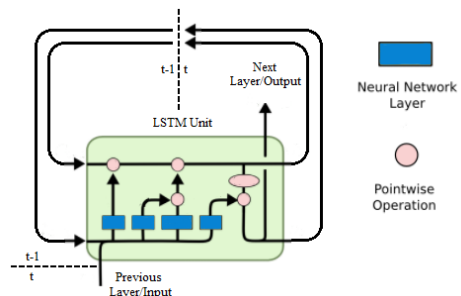 t-1 t
Next
Layer/Output
LSTM Unit
Neural Network
Layer
Pointwise
Operation
t-1
t
Previous
Layer/Input